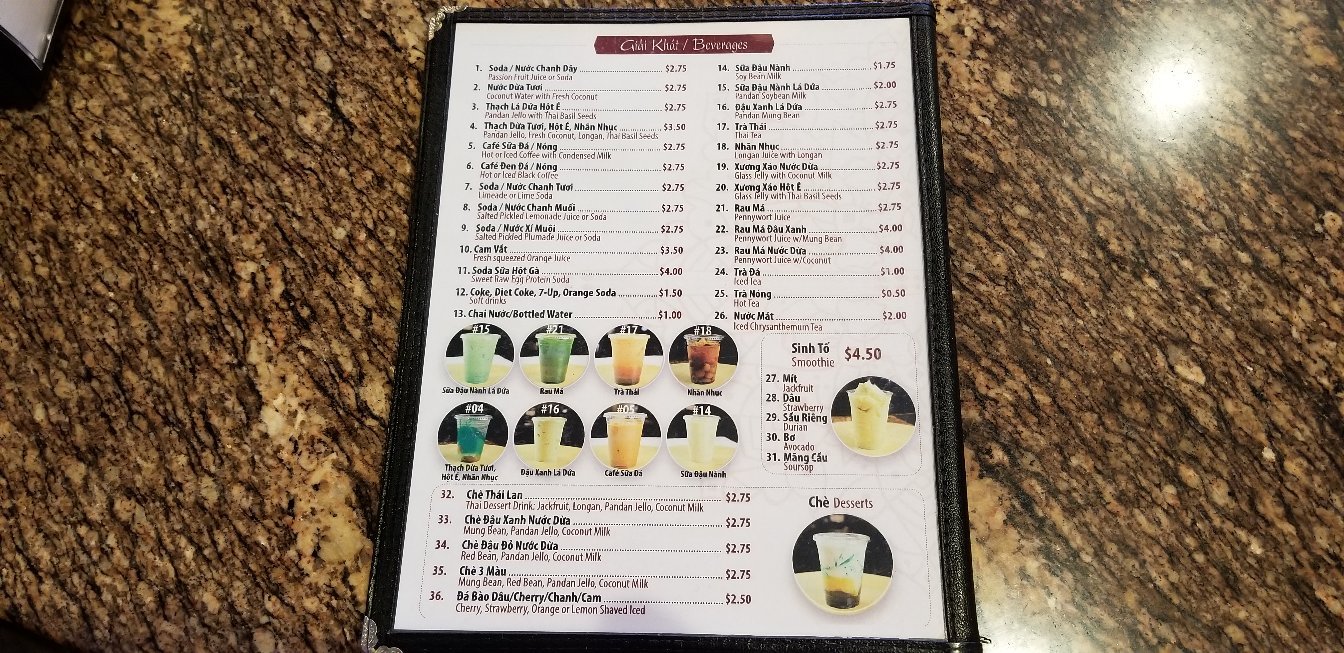 Giải Khát / Beverages
1. Soda / Nước Chanh Dây $2.75
Passion Fruit Juice or Soda
2. Nước Dừa Tươi $2.75
Coconut Water with Fresh Coconut
3. Thạch Lá Dứa Hột É $2.75
Pandan Jello with Thai Basil Seeds
4. Thạch Dừa Tươi, Hột É, Nhãn Nhục $3.50
Pandan Jello, Fresh Coconut, Longan, Thai Basil Seeds
5. Café Sữa Đá / Nóng $2.75
Hot or Iced Coffee with Condensed Milk
6. Café Đen Đá / Nóng $2.75
Hot or Iced Black Coffee
7. Soda / Nước Chanh Tươi $2.75
Limeade or Lime Soda
8. Soda / Nước Chanh Muối $2.75
Salted Pickled Lemonade Juice or Soda
9. Soda / Nước Xí Muội $2.75
Salted Pickled Plumade Juice or Soda
10. Cam Vắt $3.50
Fresh squeezed Orange Juice
11. Soda Sữa Hột Gà $4.00
Sweet Raw Egg Protein Soda
12. Coke, Diet Coke, 7-Up, Orange Soda $1.50
Soft drinks
13. Chai Nước/Bottled Water $1.00
14. Sữa Đậu Nành $1.75
Soy Bean Milk
15. Sữa Đậu Nành Lá Dứa $2.00
Pandan Soybean Milk
16. Đậu Xanh Lá Dứa $2.75
Pandan Mung Bean
17. Trà Thái $2.75
Thai Tea
18. Nhãn Nhục $2.75
Longan Juice with Longan
19. Xương Xáo Nước Dừa $2.75
Glass Jelly with Coconut Milk
20. Xương Xáo Hột É $2.75
Glass Jelly with Thai Basil Seeds
21. Rau Má $2.75
Pennywort Juice
22. Rau Má Đậu Xanh $4.00
Pennywort Juice w/Mung Bean
23. Rau Má Nước Dừa $4.00
Pennywort Juice w/Coconut
24. Trà Đá $1.00
Iced Tea
25. Trà Nóng $0.50
Hot Tea
26. Nước Mát $2.00
Iced Chrysanthemum Tea
#15 #21 #17 #18
Sữa Đậu Nành Lá Dứa Rau Má Trà Thái Nhãn Nhục
#04 #16 #05 #14
Thạch Dừa Tươi,
Hột É, Nhãn Nhục Đậu Xanh Lá Dứa Café Sữa Đá Sữa Đậu Nành
Sinh Tố
Smoothie $4.50
27. Mít
Jackfruit
28. Dâu
Strawberry
29. Sầu Riêng
Durian
30. Bơ
Avocado
31. Mãng Cầu
Soursop
32. Chè Thái Lan $2.75
Thai Dessert Drink: Jackfruit, Longan, Pandan Jello, Coconut Milk
33. Chè Đậu Xanh Nước Dừa $2.75
Mung Bean, Pandan Jello, Coconut Milk
34. Chè Đậu Đỏ Nước Dừa $2.75
Red Bean, Pandan Jello, Coconut Milk
35. Chè 3 Màu $2.75
Mung Bean, Red Bean, Pandan Jello, Coconut Milk
36. Đá Bào Dâu/Cherry/Chanh/Cam $2.50
Cherry, Strawberry, Orange or Lemon Shaved Iced
Chè Desserts